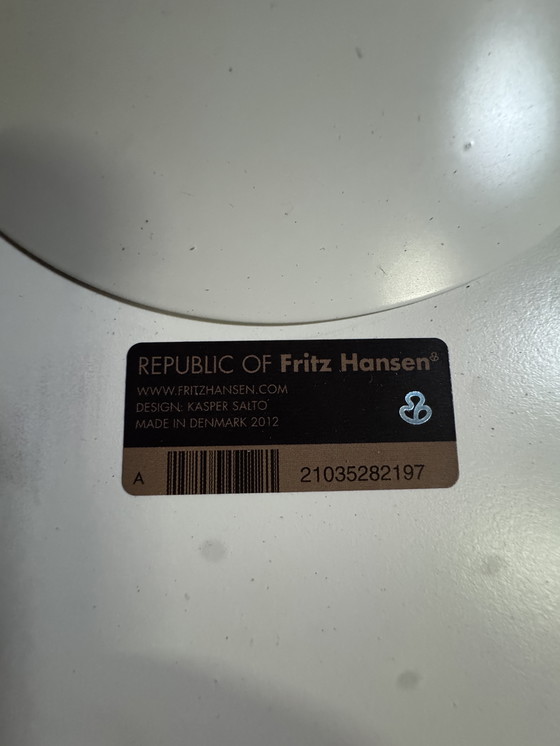 REPUBLIC OF Fritz Hansen®
WWW.FRITZHANSEN.COM
DESIGN: KASPER SALTO
MADE IN DENMARK 2012
A 21035282197